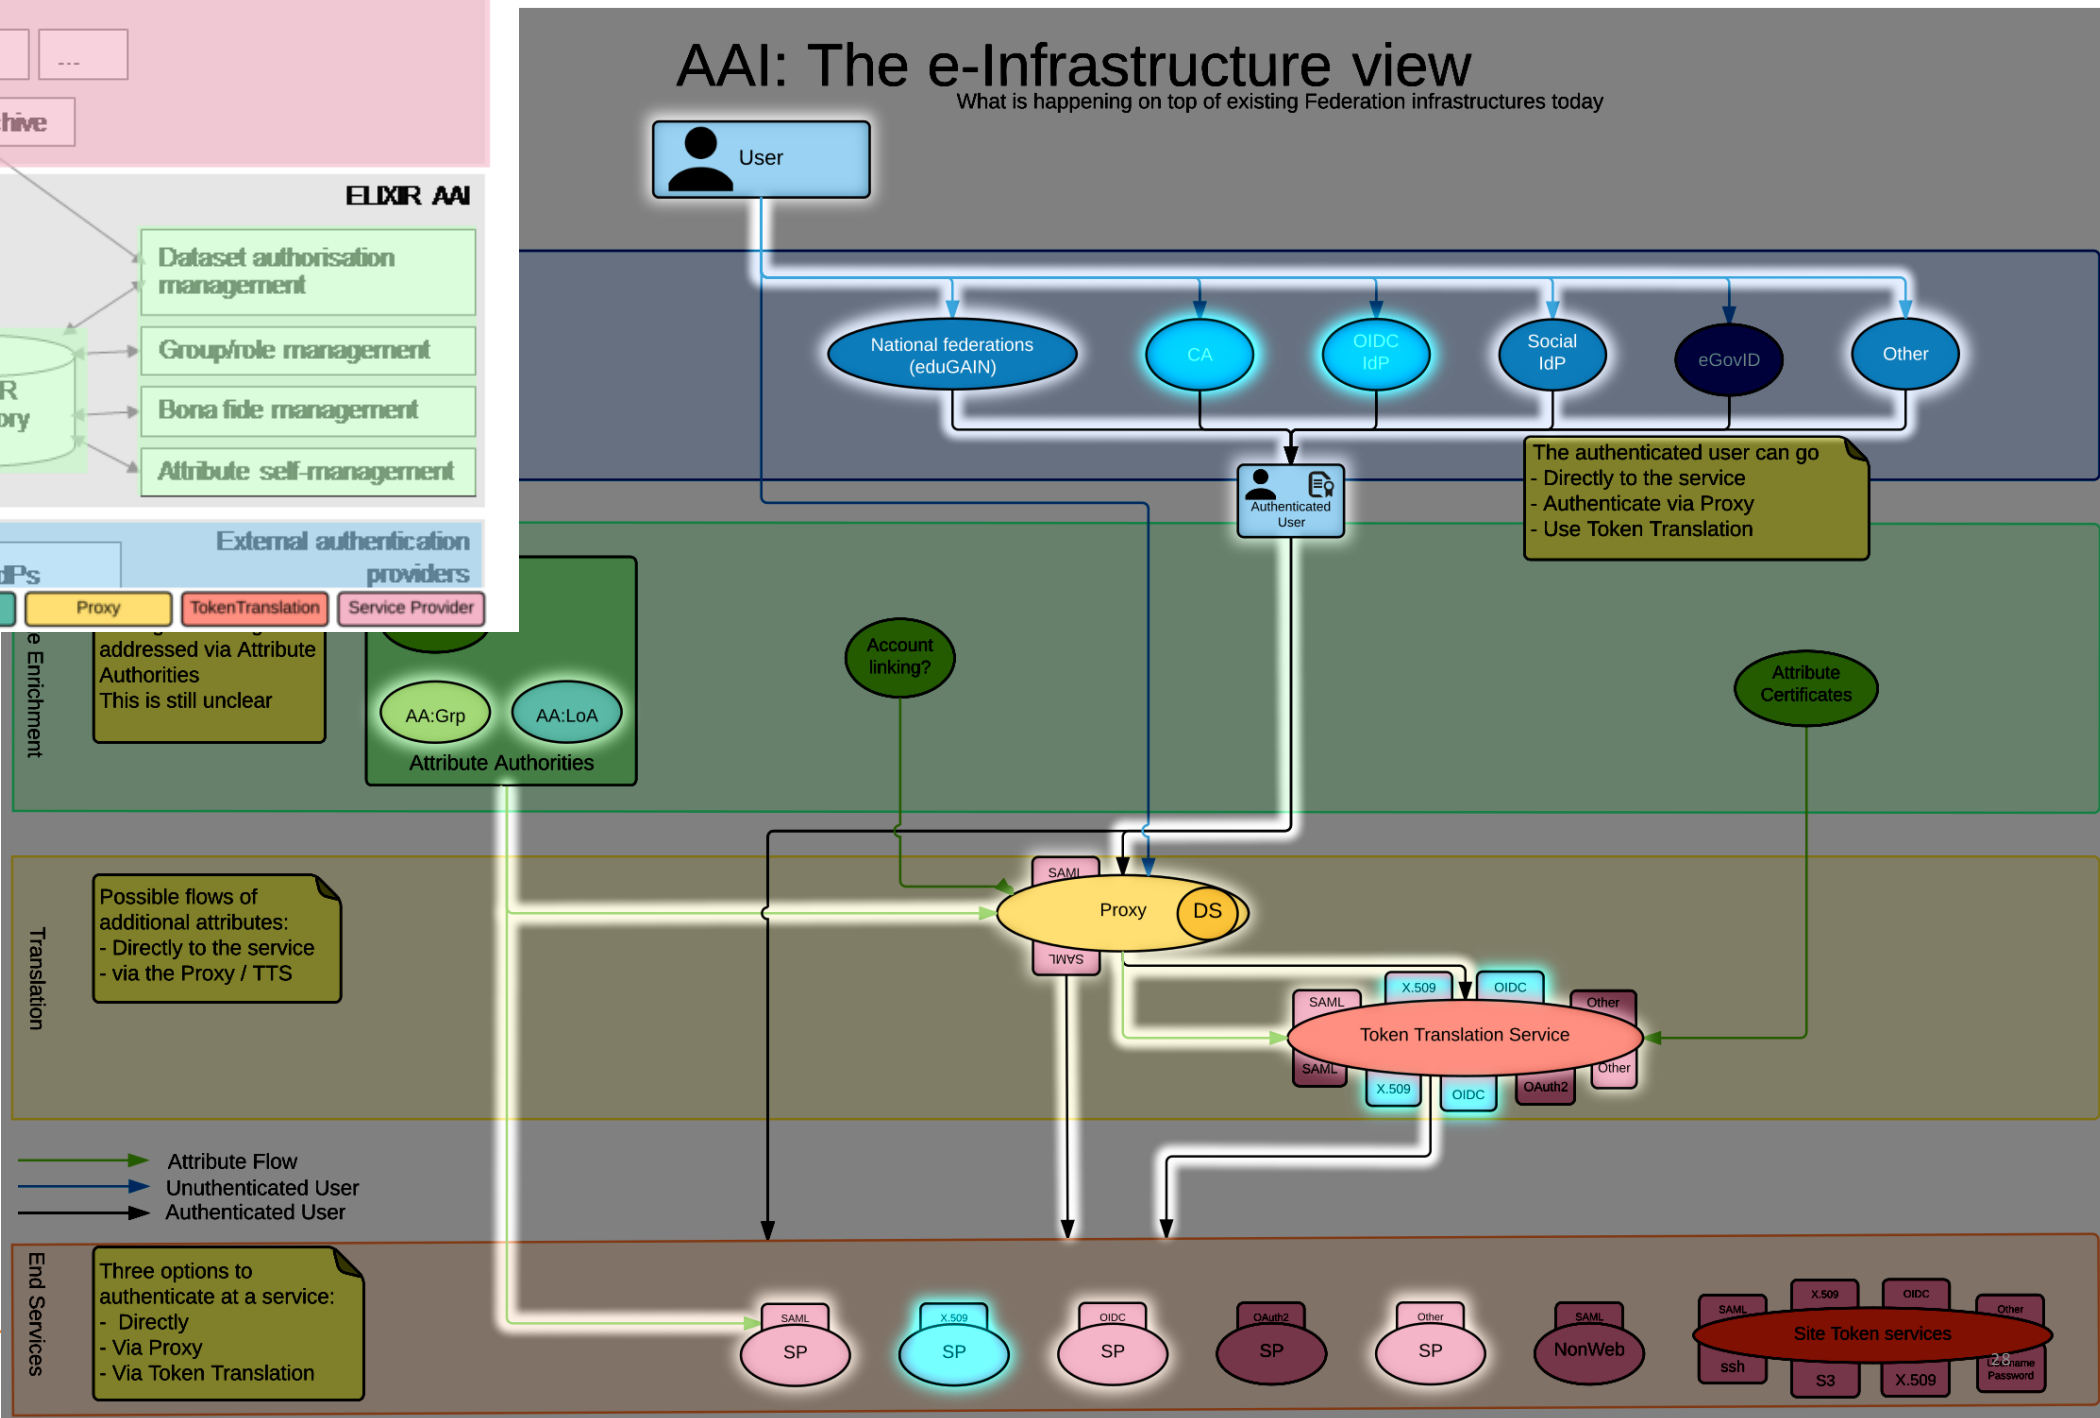 AAI: The e-Infrastructure view
What is happening on top of existing Federation infrastructures today
...
ELIXIR AAI
Dataset authorisation
management
Group/role management
Bona fide management
Attribute self-management
External authentication
providers
Proxy
TokenTranslation
Service Provider
User
National federations
(eduGAIN)
CA
OIDC
IdP
Social
IdP
eGovID
Other
Authenticated
User
The authenticated user can go
- Directly to the service
- Authenticate via Proxy
- Use Token Translation
Enrichment
addressed via Attribute
Authorities
This is still unclear
AA:Grp
AA:LoA
Attribute Authorities
Account
linking?
Attribute
Certificates
Translation
Possible flows of
additional attributes:
- Directly to the service
- via the Proxy / TTS
SAML
Proxy
DS
SAML
SAML
X.509
OIDC
Other
Token Translation Service
SAML
X.509
OIDC
OAuth2
Other
Attribute Flow
Unuthenticated User
Authenticated User
End Services
Three options to
authenticate at a service:
- Directly
- Via Proxy
- Via Token Translation
SAML
SP
X.509
SP
OIDC
SP
OAuth2
SP
Other
SP
SAML
NonWeb
SAML
X.509
OIDC
Other
Site Token services
ssh
S3
X.509
Password
28